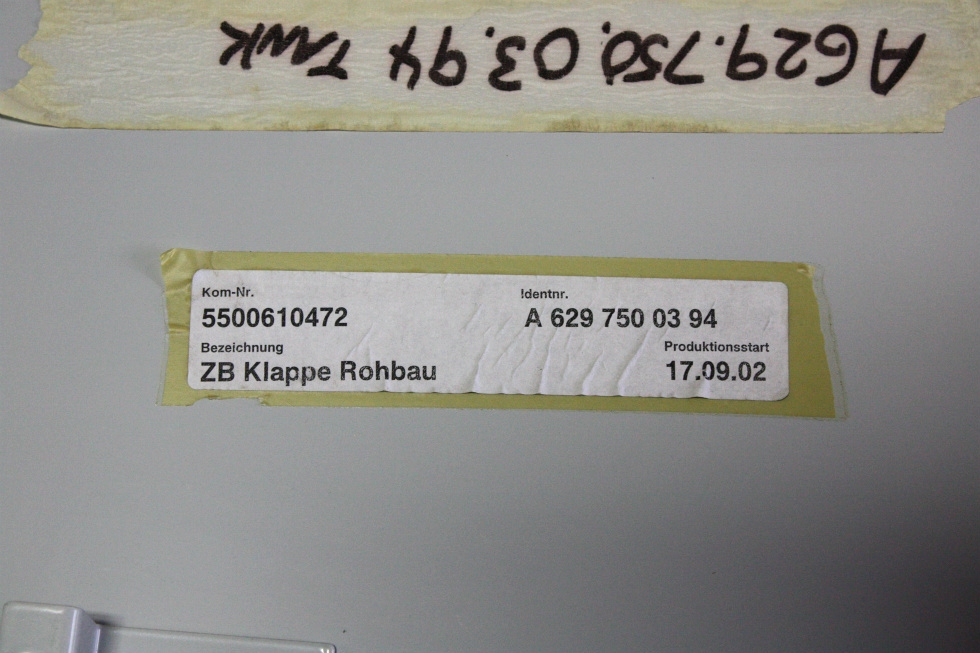 A629.750.03.94 TANK
Kom-Nr. Identnr.
5500610472 A 629 750 03 94
Bezeichnung Produktionsstart
ZB Klappe Rohbau 17.09.02